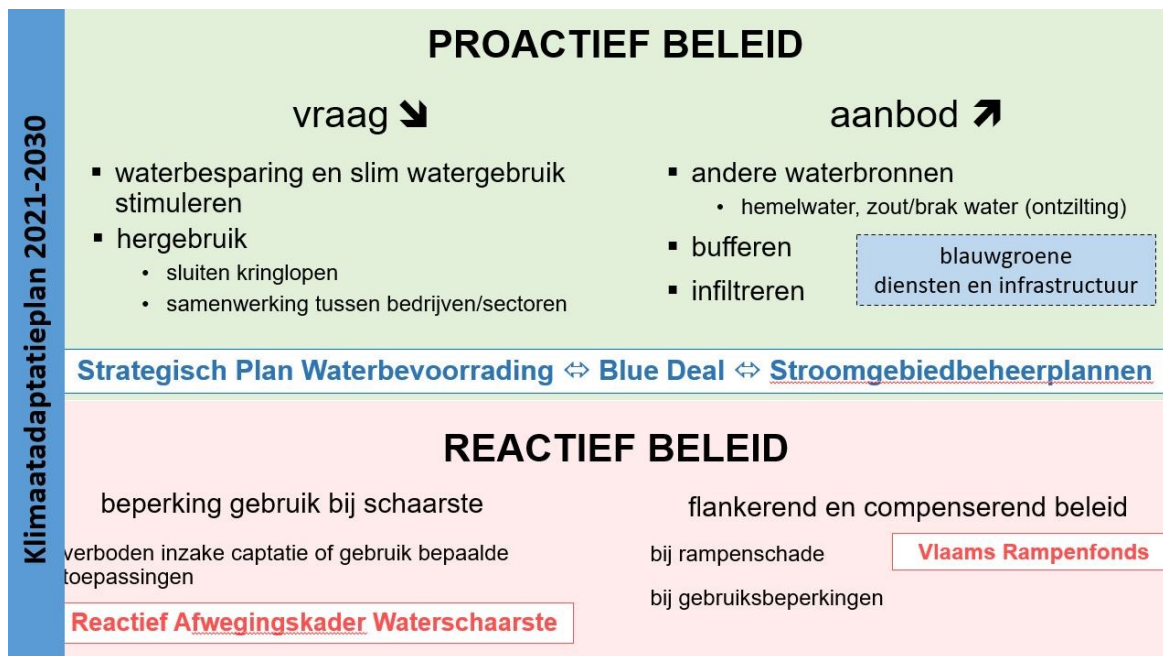 Klimaatadaptatieplan 2021-2030
PROACTIEF BELEID
vraag ⬊
▪ waterbesparing en slim watergebruik
stimuleren
▪ hergebruik
• sluiten kringlopen
• samenwerking tussen bedrijven/sectoren
aanbod ⬈
▪ andere waterbronnen
• hemelwater, zout/brak water (ontzilting)
▪ bufferen
▪ infiltreren
blauwgroene
diensten en infrastructuur
Strategisch Plan Waterbevoorrading ⬄ Blue Deal ⬄ Stroomgebiedbeheerplannen
REACTIEF BELEID
beperking gebruik bij schaarste
verboden inzake captatie of gebruik bepaalde
toepassingen
Reactief Afwegingskader Waterschaarste
flankerend en compenserend beleid
bij rampenschade
Vlaams Rampenfonds
bij gebruiksbeperkingen